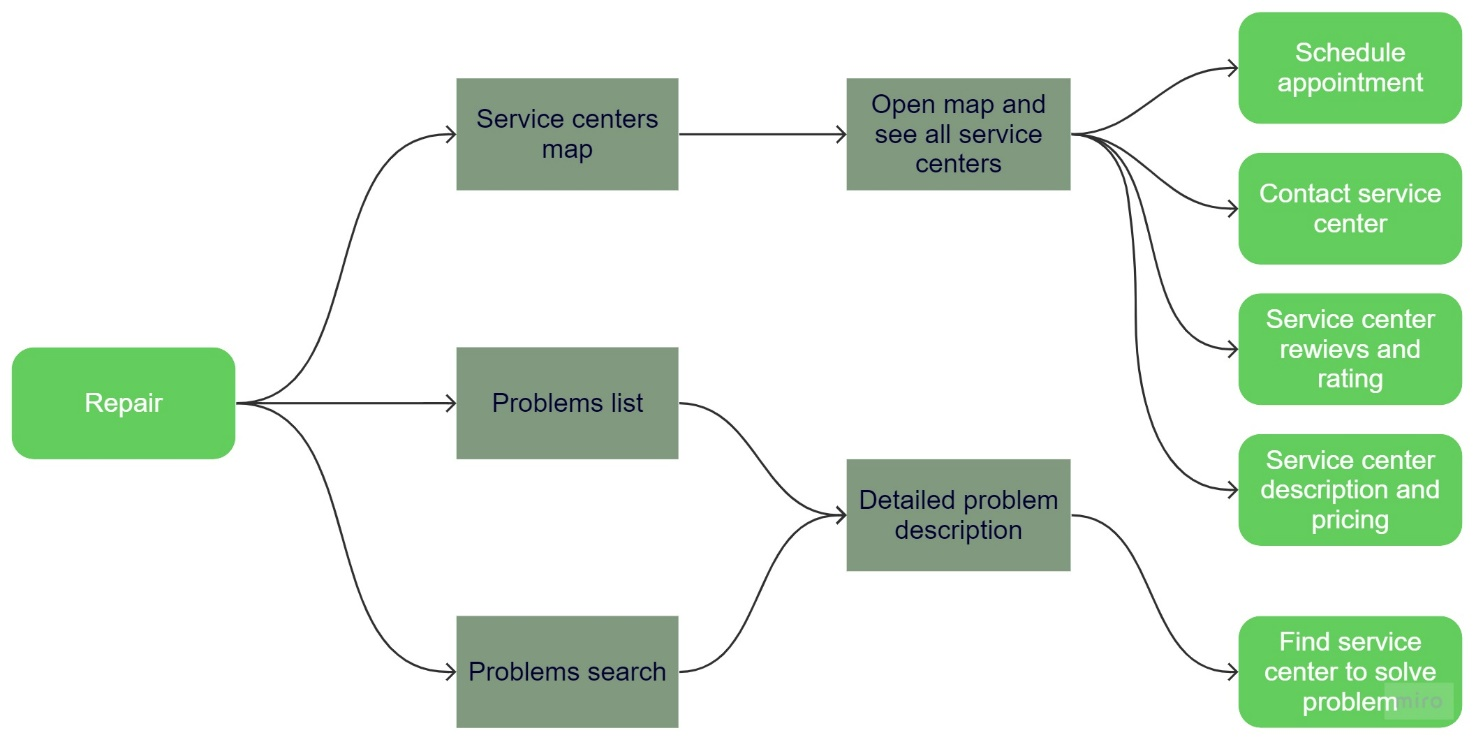 Schedule
appointment
Service centers
map
Open map and
see all service
centers
Contact service
center
Service center
rewievs and
rating
Repair
Problems list
Service center
description and
pricing
Detailed problem
description
Problems search
Find service
center to solve
problem
miro